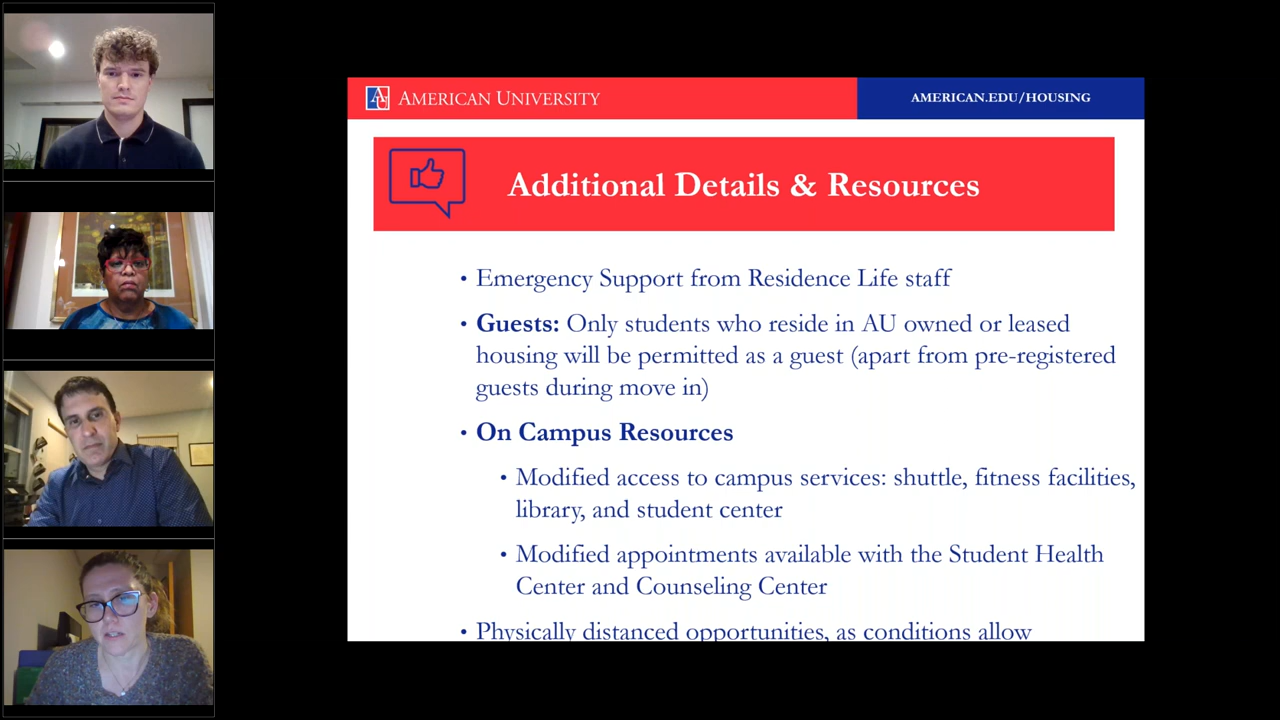 AMERICAN UNIVERSITY
AMERICAN.EDU/HOUSING
Additional Details & Resources
• Emergency Support from Residence Life staff
• Guests: Only students who reside in AU owned or leased
housing will be permitted as a guest (apart from pre-registered
guests during move in)
• On Campus Resources
• Modified access to campus services: shuttle, fitness facilities,
library, and student center
• Modified appointments available with the Student Health
Center and Counseling Center
• Physically distanced opportunities, as conditions allow